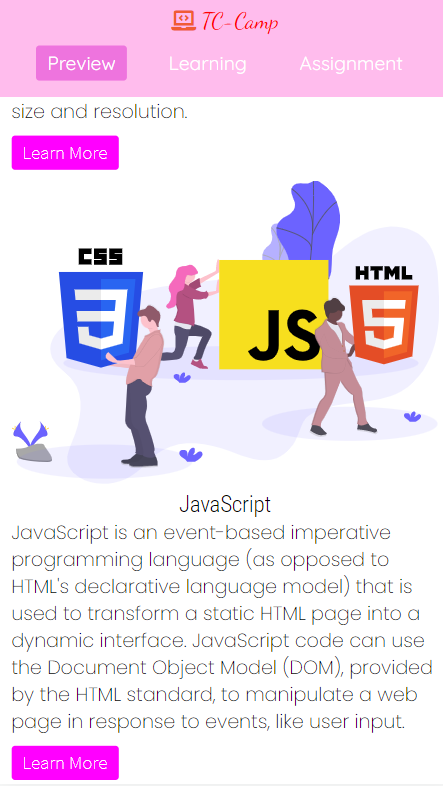 TC-Camp
Preview Learning Assignment
size and resolution.
Learn More
CSS
3
HTML
JS
5
JavaScript
JavaScript is an event-based imperative
programming language (as opposed to
HTML's declarative language model) that is
used to transform a static HTML page into a
dynamic interface. JavaScript code can use
the Document Object Model (DOM), provided
by the HTML standard, to manipulate a web
page in response to events, like user input.
Learn More